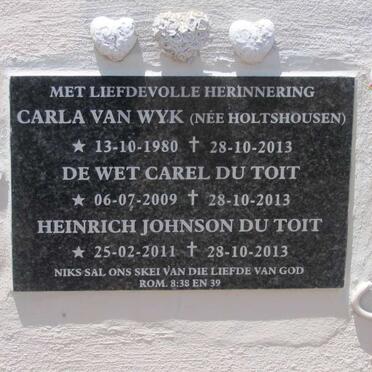 MET LIEFDEVOLLE HERINNERING
CARLA VAN WYK (NÉE HOLTSHOUSEN)
★ 13-10-1980 ✝ 28-10-2013
DE WET CAREL DU TOIT
★ 06-07-2009 ✝ 28-10-2013
HEINRICH JOHNSON DU TOIT
★ 25-02-2011 ✝ 28-10-2013
NIKS SAL ONS SKEI VAN DIE LIEFDE VAN GOD
ROM. 8:38 EN 39